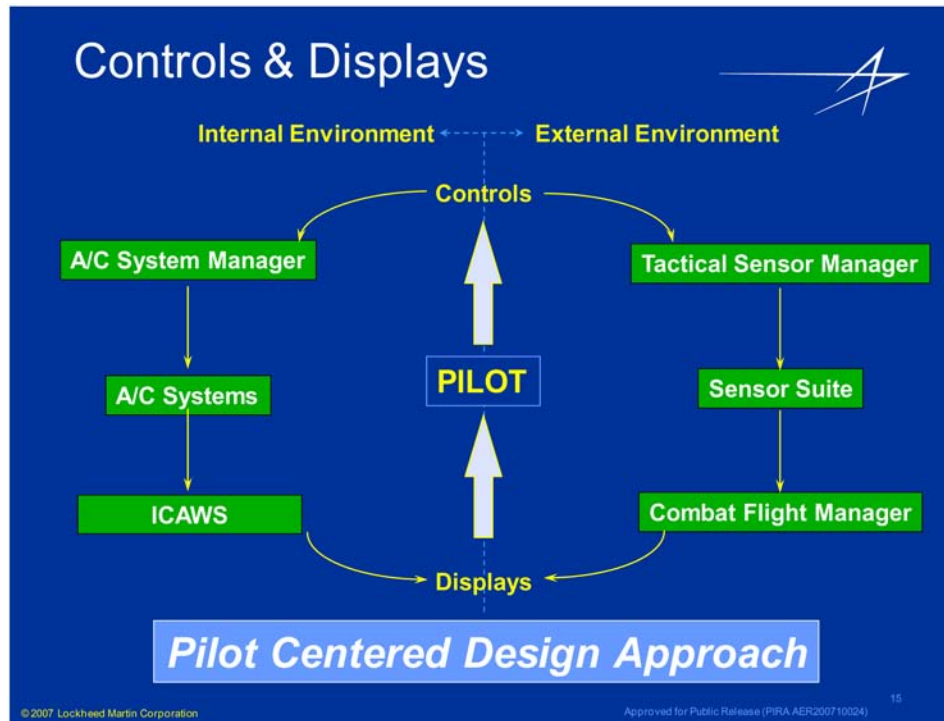 Controls & Displays
Internal Environment
External Environment
Controls
A/C System Manager
Tactical Sensor Manager
PILOT
A/C Systems
Sensor Suite
ICAWS
Combat Flight Manager
Displays
Pilot Centered Design Approach
15
©2007 Lockheed Martin Corporation
Approved for Public Release (PIRA AER200710024)